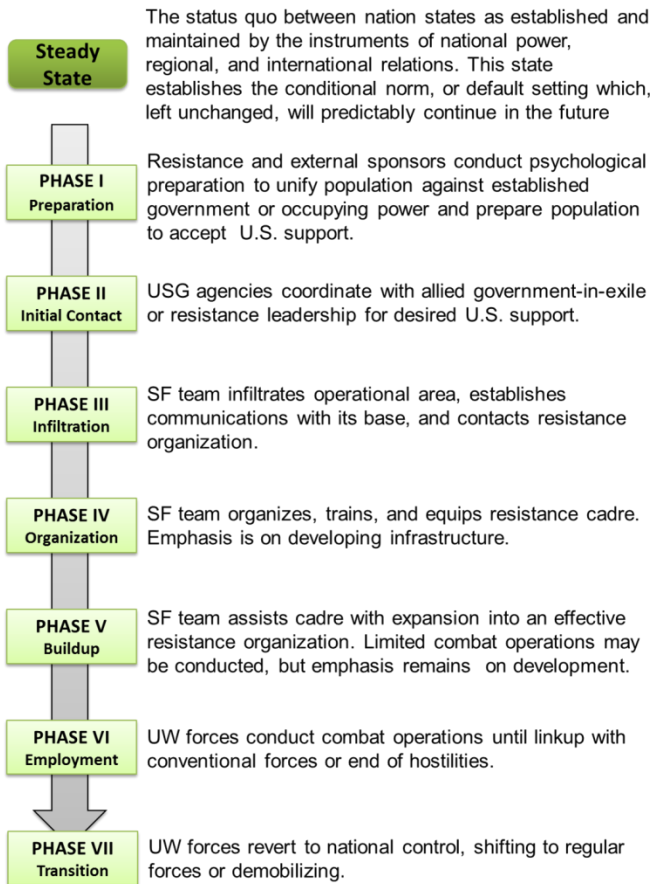 Steady
State
The status quo between nation states as established and
maintained by the instruments of national power,
regional, and international relations. This state
establishes the conditional norm, or default setting which,
left unchanged, will predictably continue in the future
PHASE I
Preparation
Resistance and external sponsors conduct psychological
preparation to unify population against established
government or occupying power and prepare population
to accept U.S. support.
PHASE II
Initial Contact
USG agencies coordinate with allied government-in-exile
or resistance leadership for desired U.S. support.
PHASE III
Infiltration
SF team infiltrates operational area, establishes
communications with its base, and contacts resistance
organization.
PHASE IV
Organization
SF team organizes, trains, and equips resistance cadre.
Emphasis is on developing infrastructure.
PHASE V
Buildup
SF team assists cadre with expansion into an effective
resistance organization. Limited combat operations may
be conducted, but emphasis remains on development.
PHASE VI
Employment
UW forces conduct combat operations until linkup with
conventional forces or end of hostilities.
PHASE VII
Transition
UW forces revert to national control, shifting to regular
forces or demobilizing.